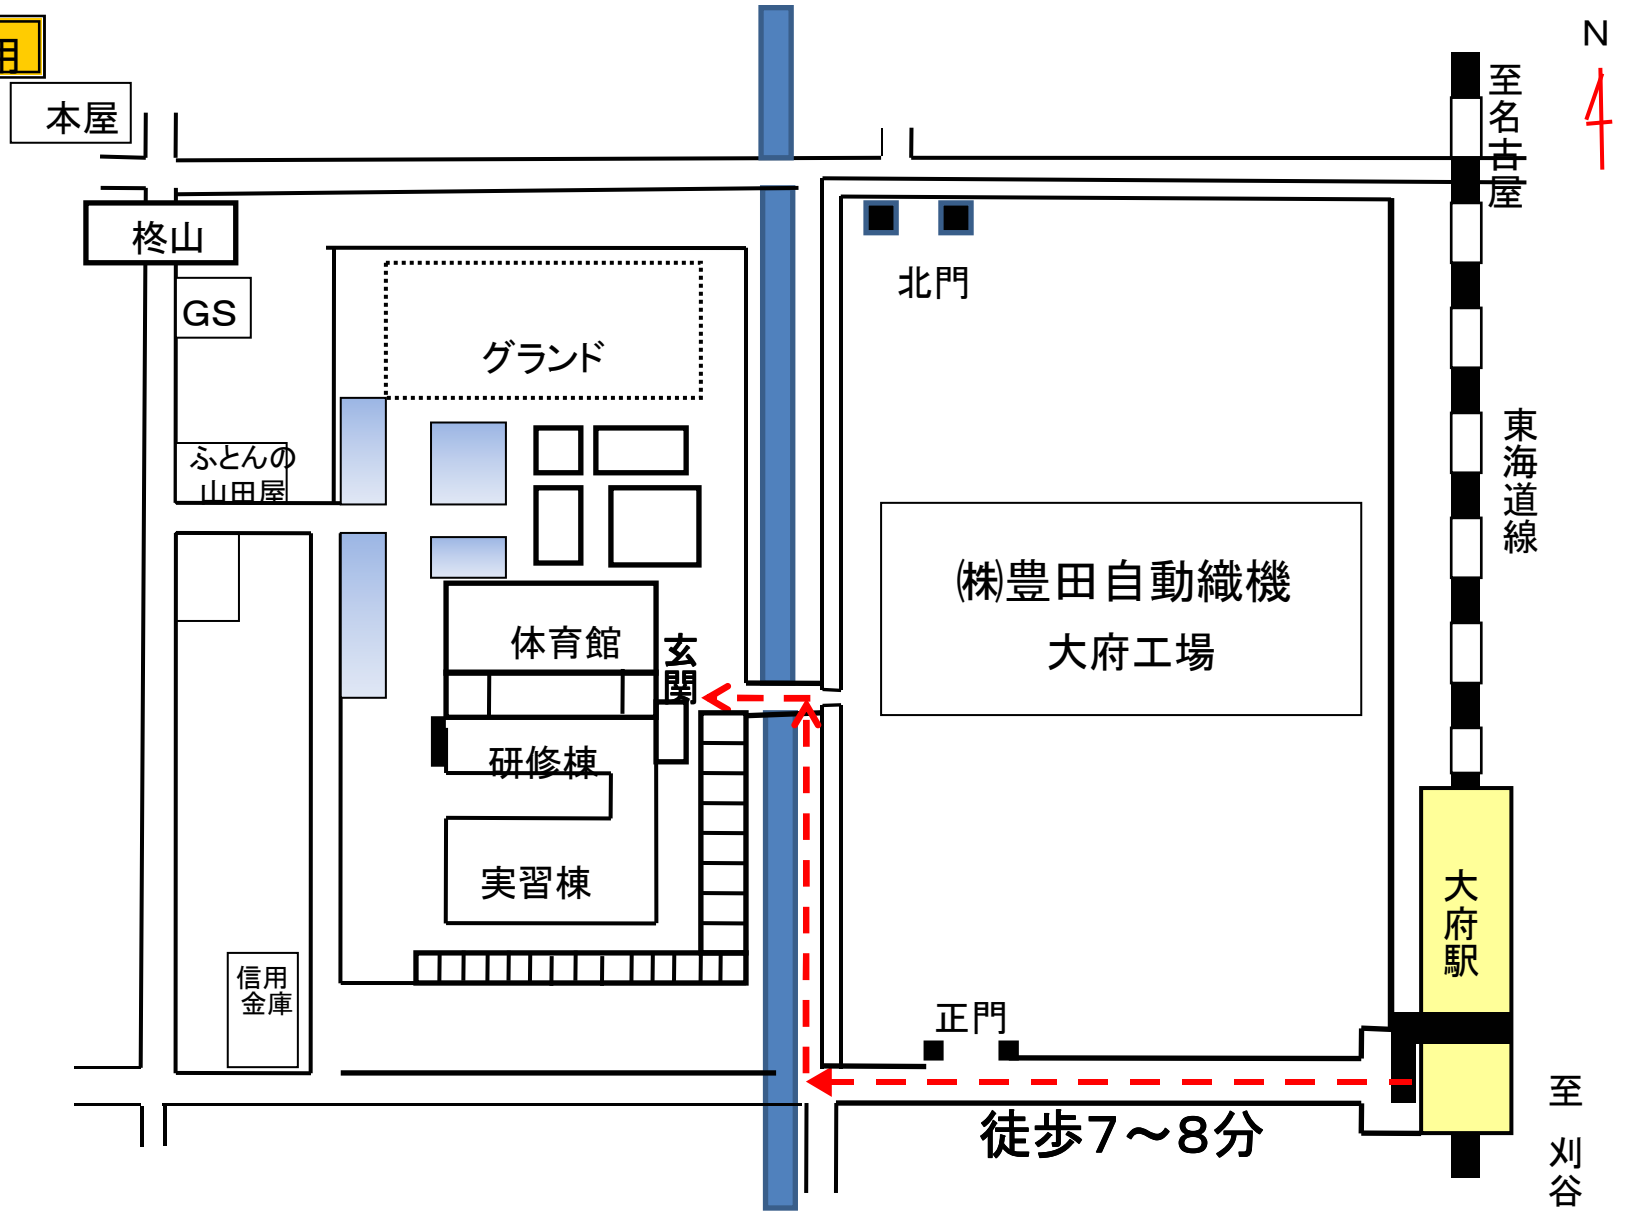 用
本屋
N
至名古屋
柊山
GS
北門
グランド
東海道線
ふとんの
山田屋
㈱豊田自動織機
大府工場
体育館
玄関
研修棟
実習棟
大府駅
信用
金庫
正門
徒歩7～8分
至 刈谷